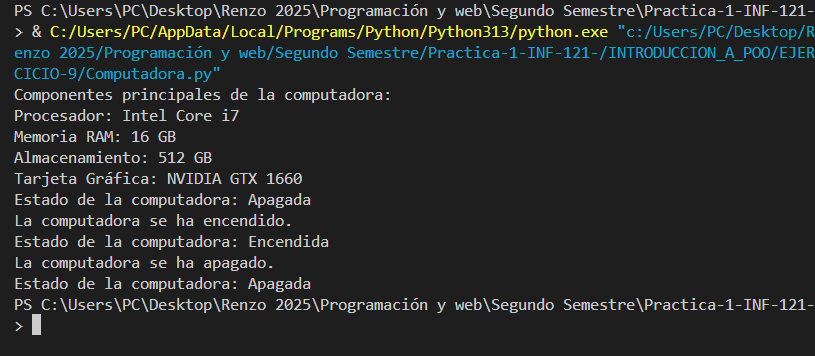 PS C:\Users\PC\Desktop\Renzo 2025\Programación y web\Segundo Semestre\Practica-1-INF-121-
> & C:/Users/PC/AppData/Local/Programs/Python/Python313/python.exe "c:/Users/PC/Desktop/R
enzo 2025/Programación y web/Segundo Semestre/Practica-1-INF-121-/INTRODUCCION_A_POO/EJER
CICIO-9/Computadora.py"
Componentes principales de la computadora:
Procesador: Intel Core i7
Memoria RAM: 16 GB
Almacenamiento: 512 GB
Tarjeta Gráfica: NVIDIA GTX 1660
Estado de la computadora: Apagada
La computadora se ha encendido.
Estado de la computadora: Encendida
La computadora se ha apagado.
Estado de la computadora: Apagada
PS C:\Users\PC\Desktop\Renzo 2025\Programación y web\Segundo Semestre\Practica-1-INF-121-
>